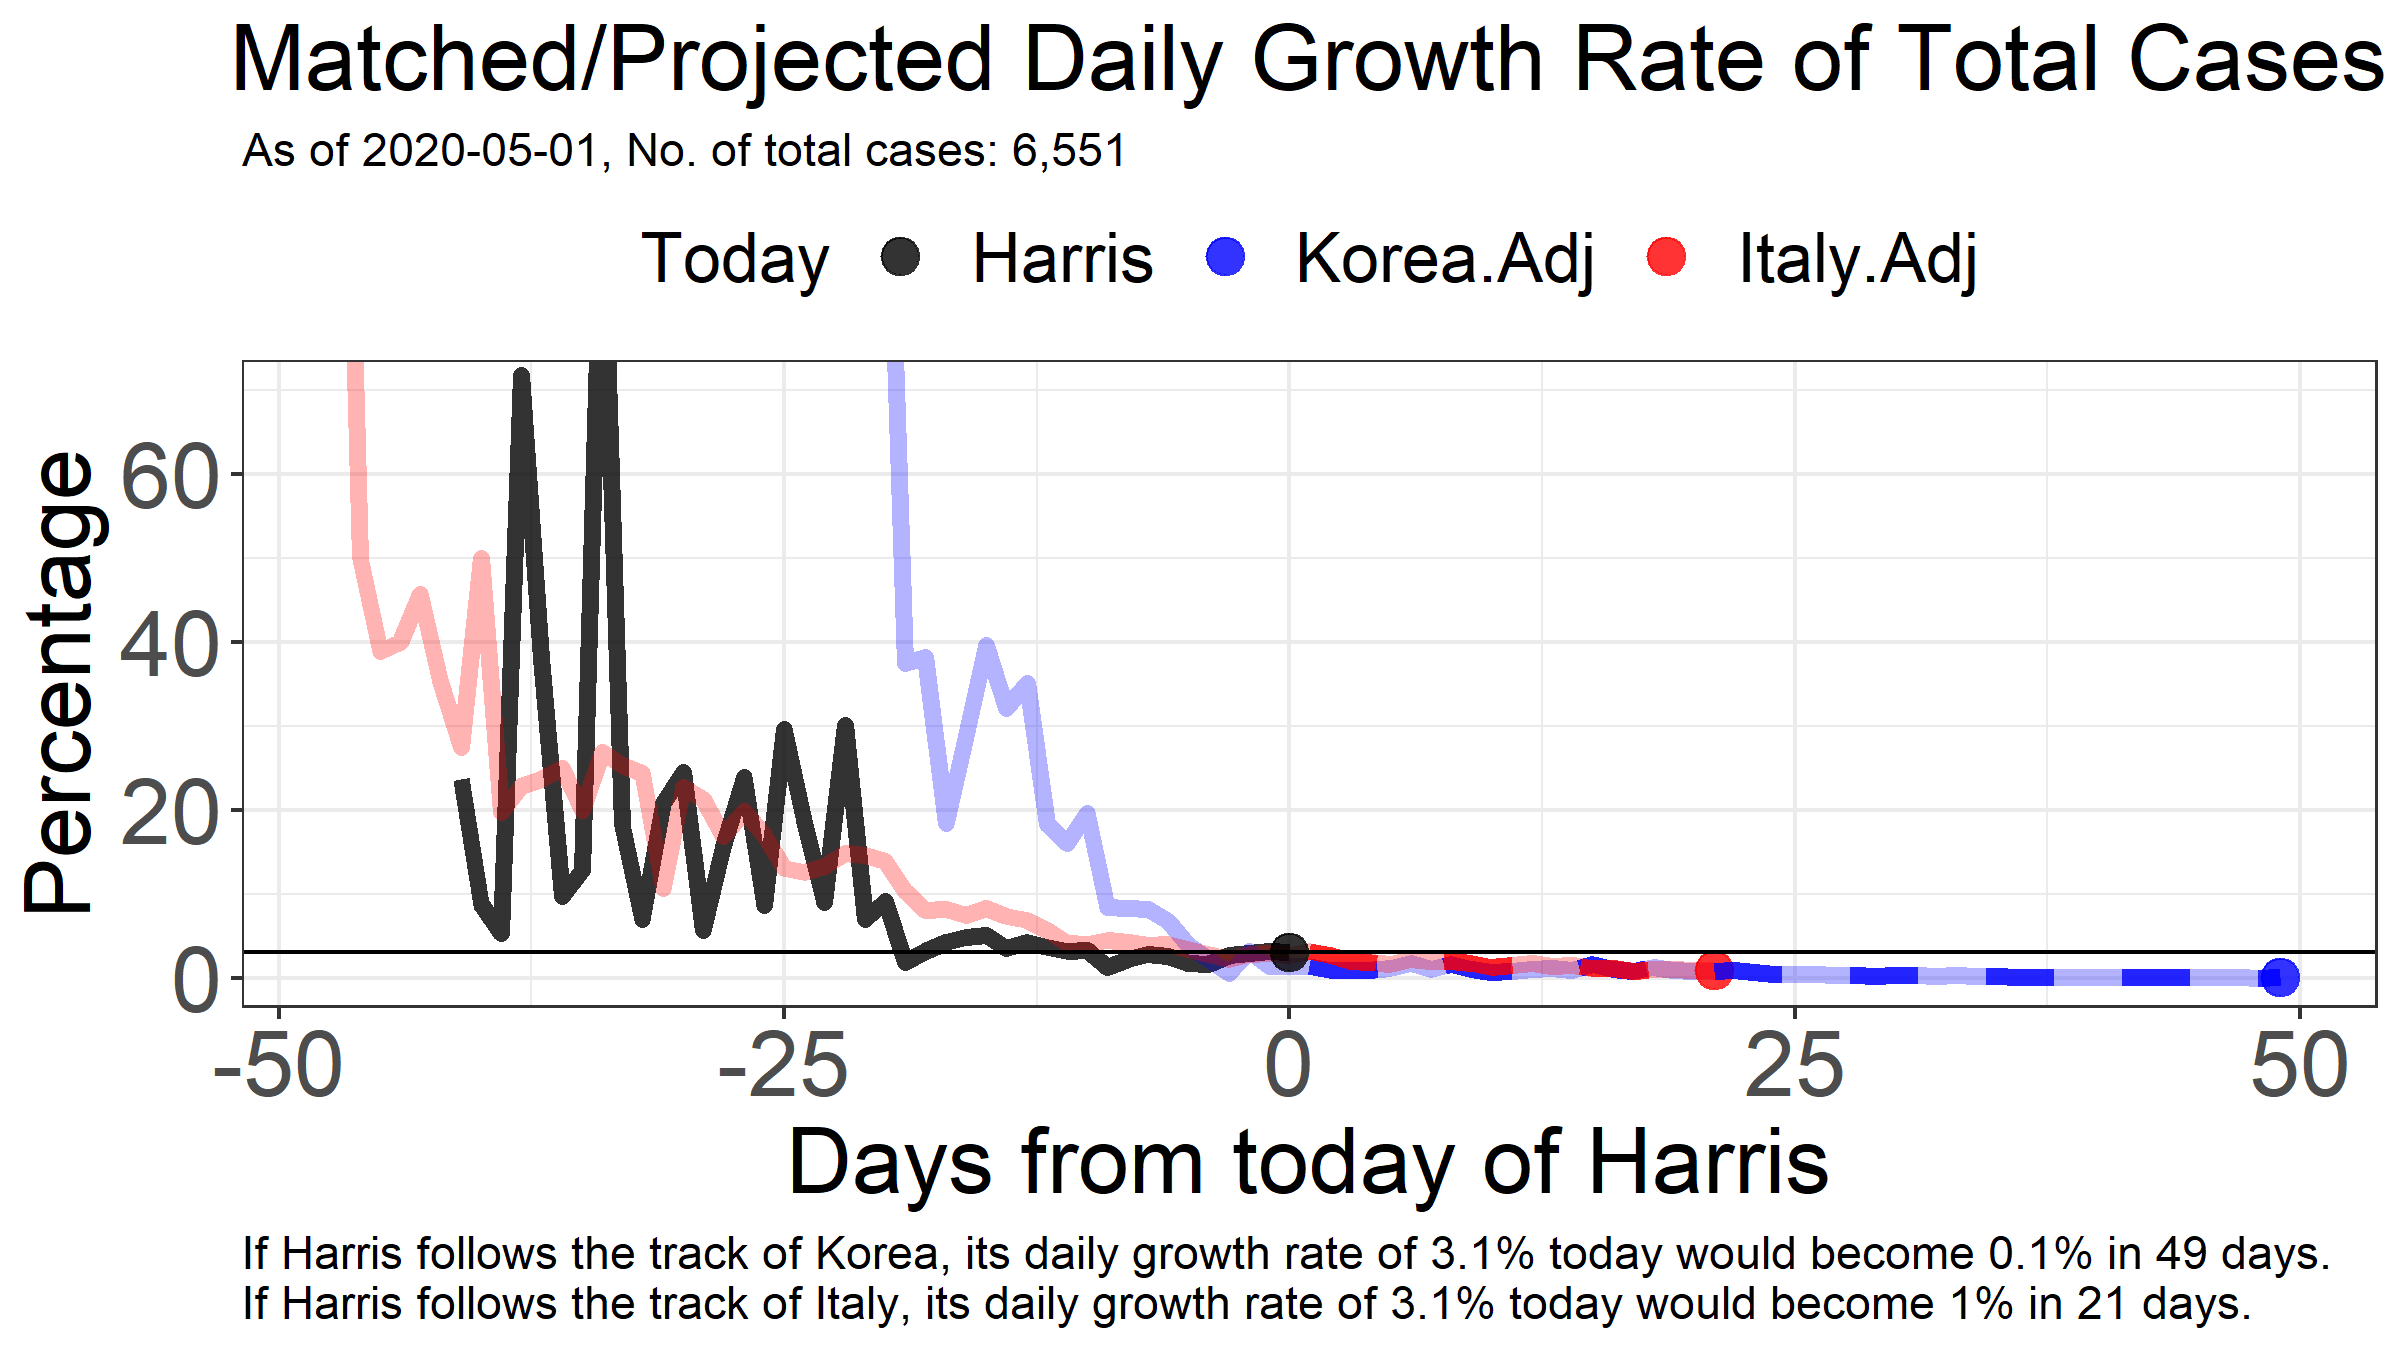 Matched/Projected Daily Growth Rate of Total Cases
As of 2020-05-01, No. of total cases: 6,551
Today Harris Korea.Adj Italy.Adj
Percentage
60
40
20
0
-50 -25 0 25 50
Days from today of Harris
If Harris follows the track of Korea, its daily growth rate of 3.1% today would become 0.1% in 49 days.
If Harris follows the track of Italy, its daily growth rate of 3.1% today would become 1% in 21 days.